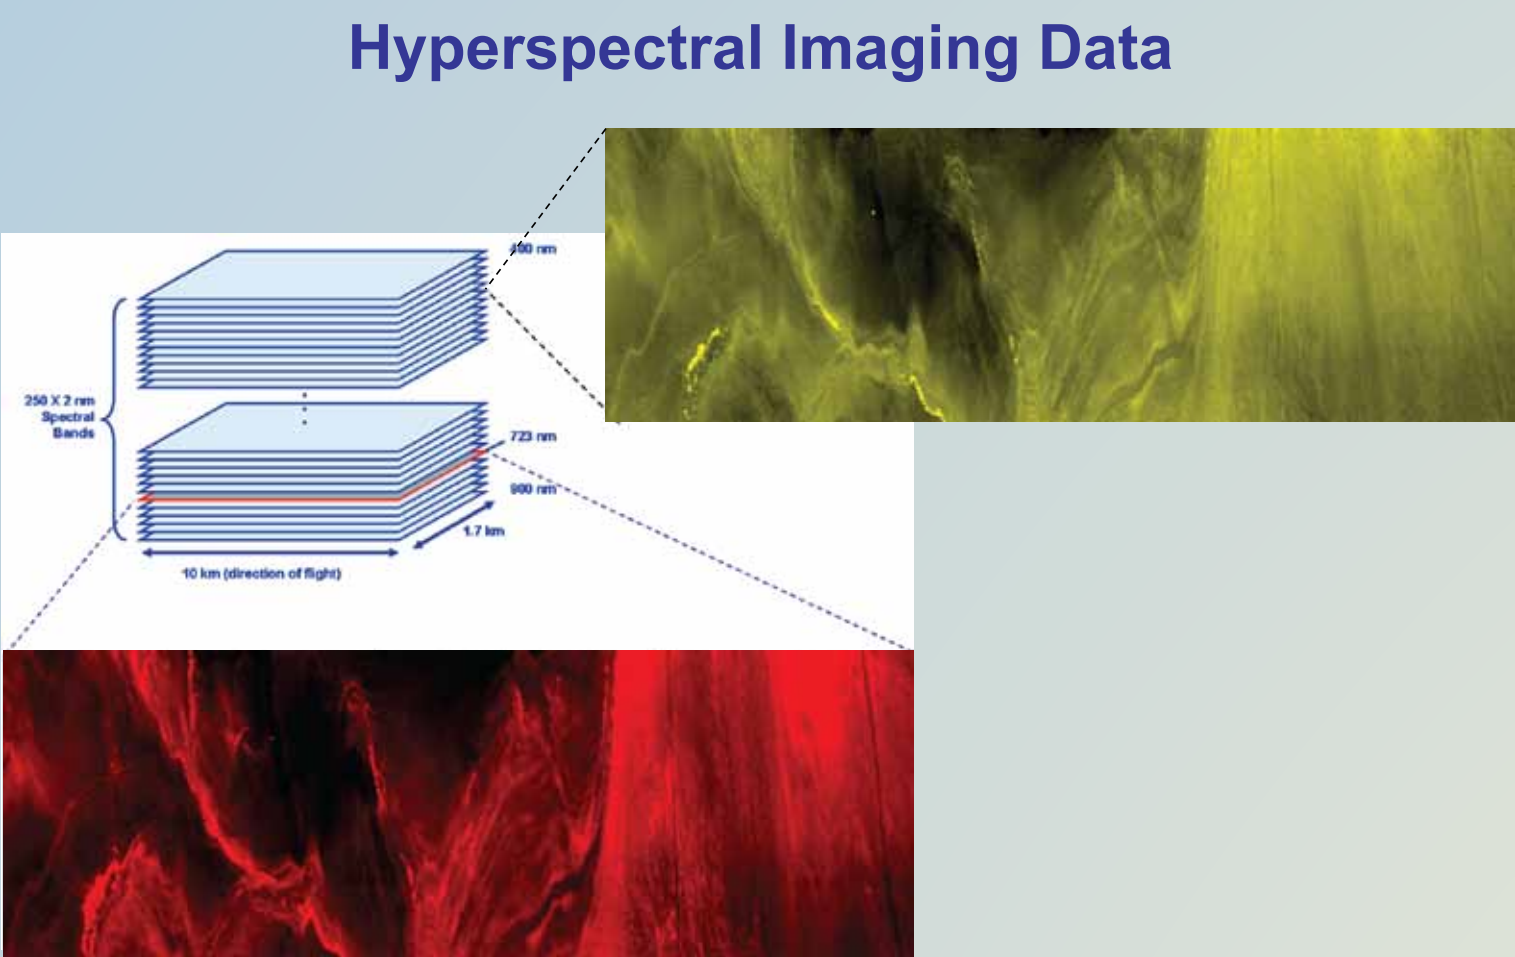 Hyperspectral Imaging Data
400 nm
250 X 2 nm
Spectral
Bands
723 nm
900 nm
1.7 km
10 km (direction of flight)